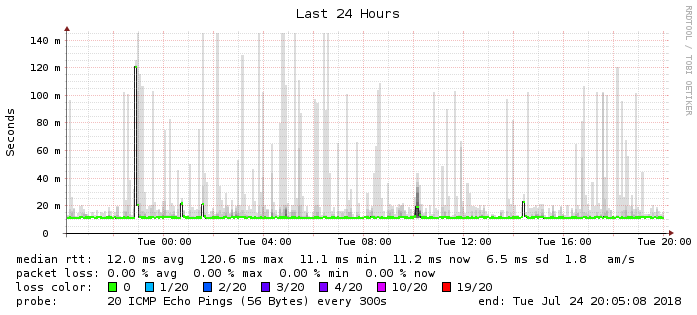 Last 24 Hours
RRDTOOL / TOBI OETIKER
Seconds
140 m
120 m
100 m
80 m
60 m
40 m
20 m
0
Tue 00:00 Tue 04:00 Tue 08:00 Tue 12:00 Tue 16:00 Tue 20:00
median rtt: 12.0 ms avg 120.6 ms max 11.1 ms min 11.2 ms now 6.5 ms sd 1.8 am/s
packet loss: 0.00 % avg 0.00 % max 0.00 % min 0.00 % now
loss color: 0 1/20 2/20 3/20 4/20 10/20 19/20
probe: 20 ICMP Echo Pings (56 Bytes) every 300s end: Tue Jul 24 20:05:08 2018